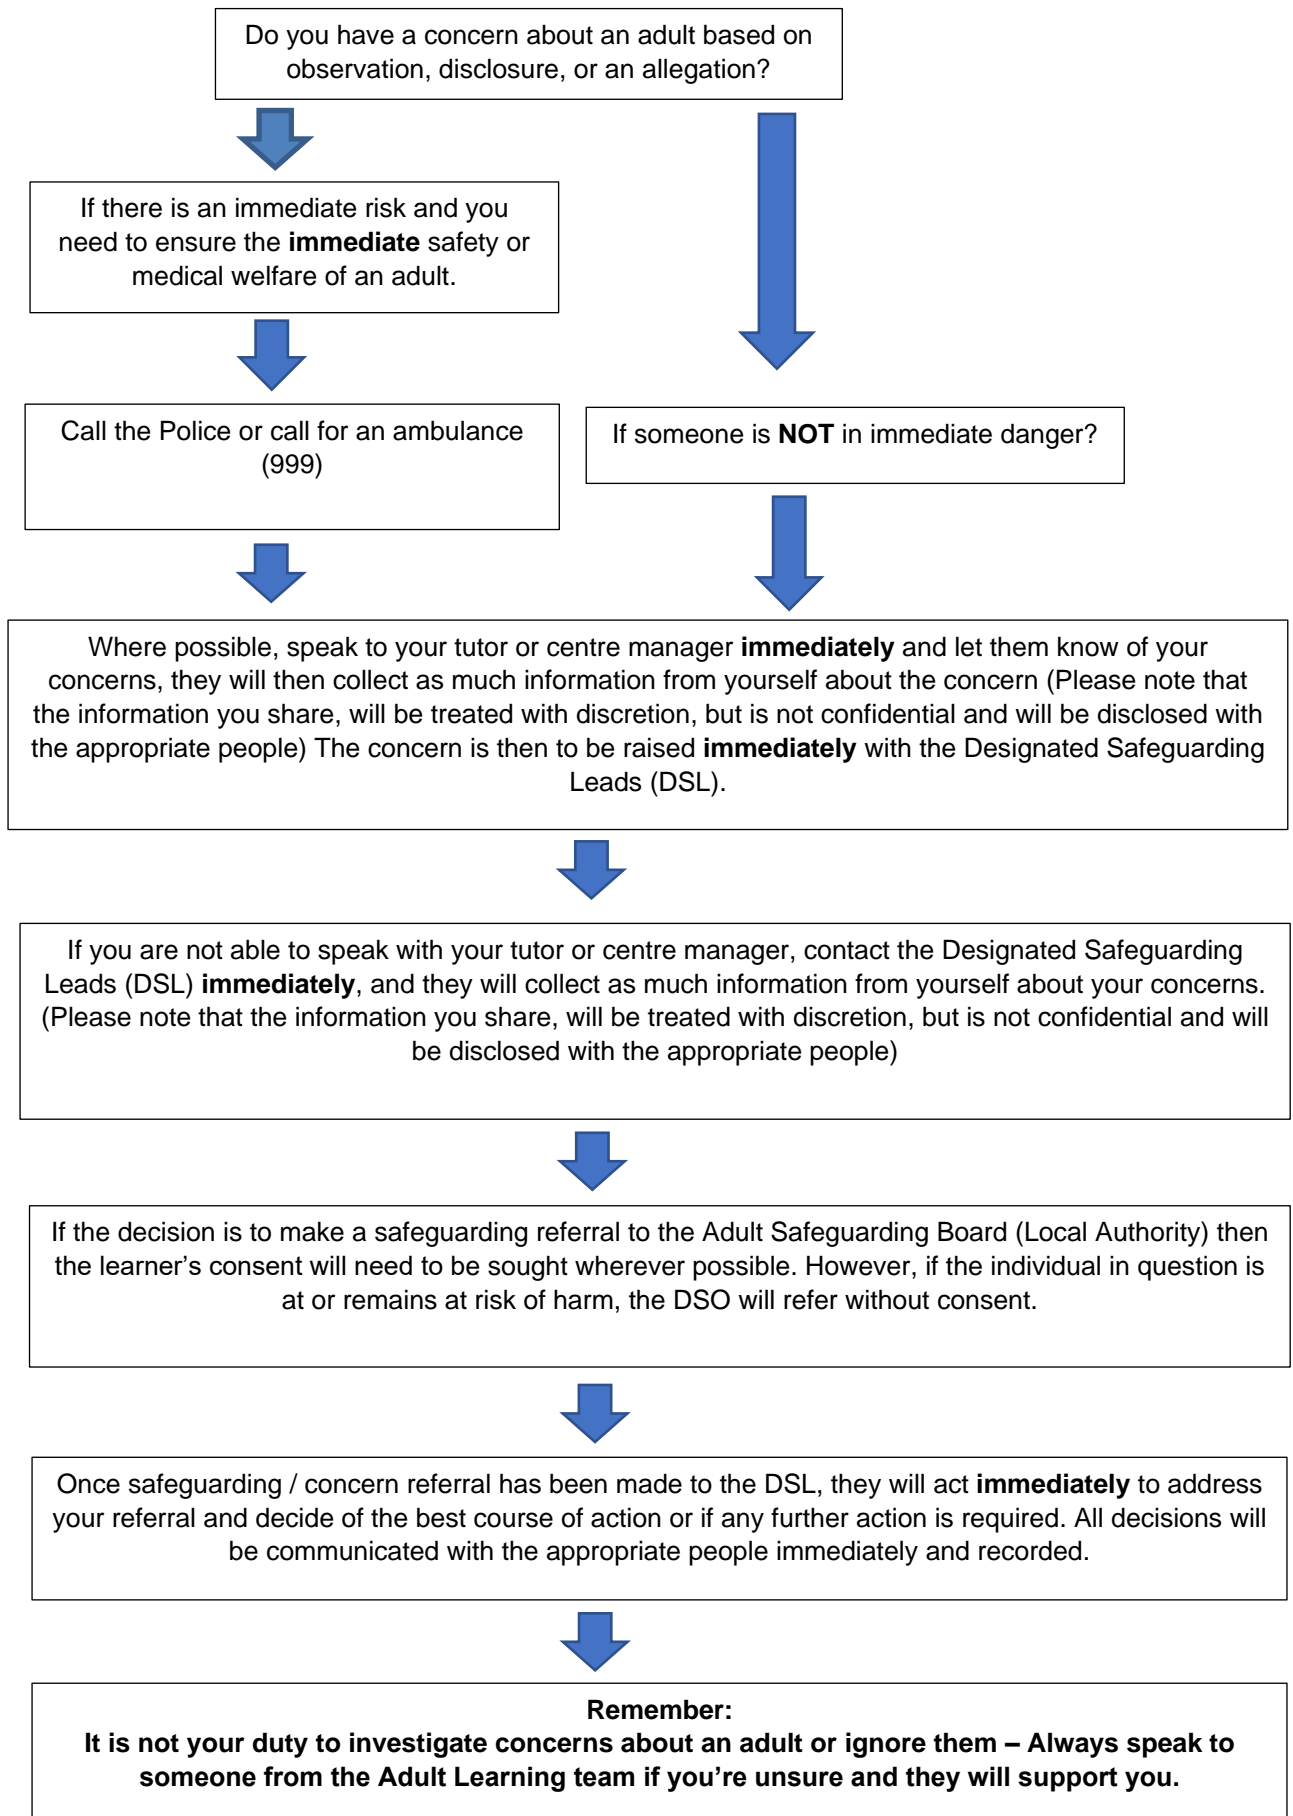 Do you have a concern about an adult based on
observation, disclosure, or an allegation?
If there is an immediate risk and you
need to ensure the immediate safety or
medical welfare of an adult.
Call the Police or call for an ambulance
(999)
If someone is NOT in immediate danger?
Where possible, speak to your tutor or centre manager immediately and let them know of your
concerns, they will then collect as much information from yourself about the concern (Please note that
the information you share, will be treated with discretion, but is not confidential and will be disclosed with
the appropriate people) The concern is then to be raised immediately with the Designated Safeguarding
Leads (DSL).
If you are not able to speak with your tutor or centre manager, contact the Designated Safeguarding
Leads (DSL) immediately, and they will collect as much information from yourself about your concerns.
(Please note that the information you share, will be treated with discretion, but is not confidential and will
be disclosed with the appropriate people)
If the decision is to make a safeguarding referral to the Adult Safeguarding Board (Local Authority) then
the learner’s consent will need to be sought wherever possible. However, if the individual in question is
at or remains at risk of harm, the DSO will refer without consent.
Once safeguarding / concern referral has been made to the DSL, they will act immediately to address
your referral and decide of the best course of action or if any further action is required. All decisions will
be communicated with the appropriate people immediately and recorded.
Remember:
It is not your duty to investigate concerns about an adult or ignore them – Always speak to
someone from the Adult Learning team if you’re unsure and they will support you.